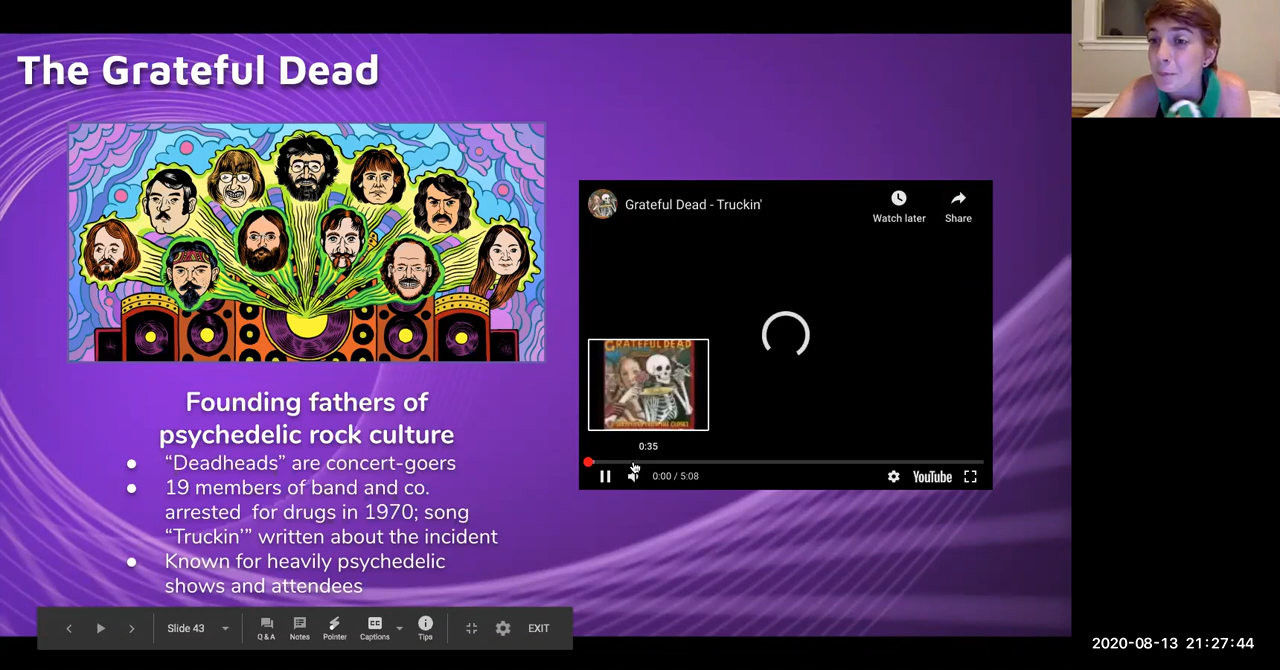 The Grateful Dead
Grateful Dead - Truckin'
Watch later
Share
GRATEFUL DEAD
0:35
0:00 / 5:08
YouTube
Founding fathers of
psychedelic rock culture
● “Deadheads” are concert-goers
● 19 members of band and co.
arrested for drugs in 1970; song
“Truckin’” written about the incident
● Known for heavily psychedelic
shows and attendees
Slide 43
Q & A
Notes
Pointer
Captions
Tips
EXIT
2020-08-13 21:27:44